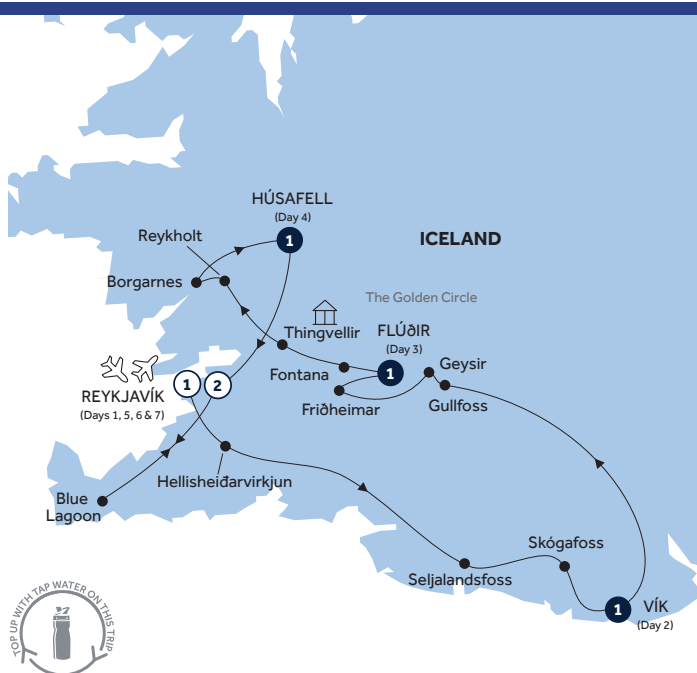 HÚSAFELL
(Day 4)
Reykholt
ICELAND
Borgarnes
The Golden Circle
Thingvellir
FLÚðIR
(Day 3)
Geysir
Fontana
Gullfoss
Friðheimar
REYKJAVÍK
(Days 1, 5, 6 & 7)
1
2
1
1
1
Hellisheiðarvirkjun
Blue
Lagoon
Skógafoss
Seljalandsfoss
VÍK
(Day 2)
TOP UP WITH TAP WATER ON THIS TRIP